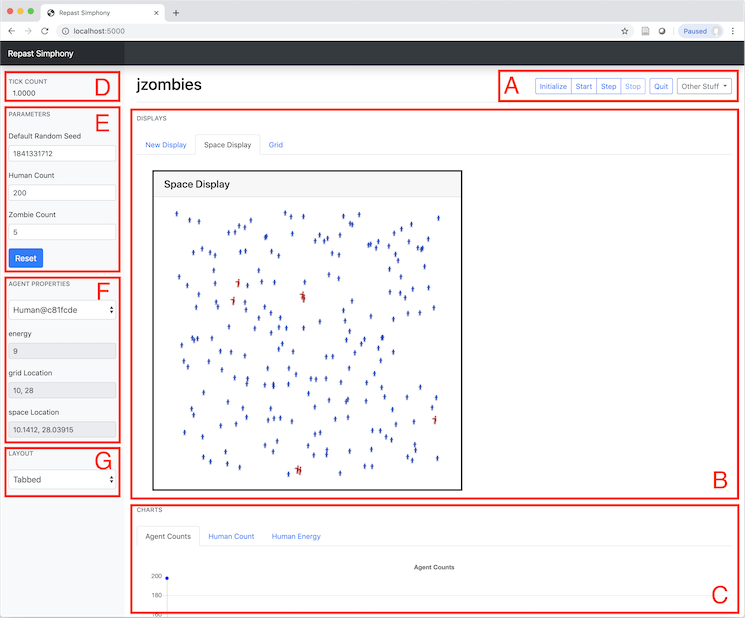 Repast Simphony
localhost:5000
Paused
Repast Simphony
TICK COUNT
1.0000
D
jzombies
A
Initialize
Start
Step
Stop
Quit
Other Stuff
PARAMETERS
E
Default Random Seed
1841331712
Human Count
200
Zombie Count
5
Reset
AGENT PROPERTIES
F
Human@c81fcde
energy
9
grid Location
10, 28
space Location
10.1412, 28.03915
LAYOUT
G
Tabbed
DISPLAYS
New Display
Space Display
Grid
Space Display
B
CHARTS
Agent Counts
Human Count
Human Energy
Agent Counts
200
180
160
C